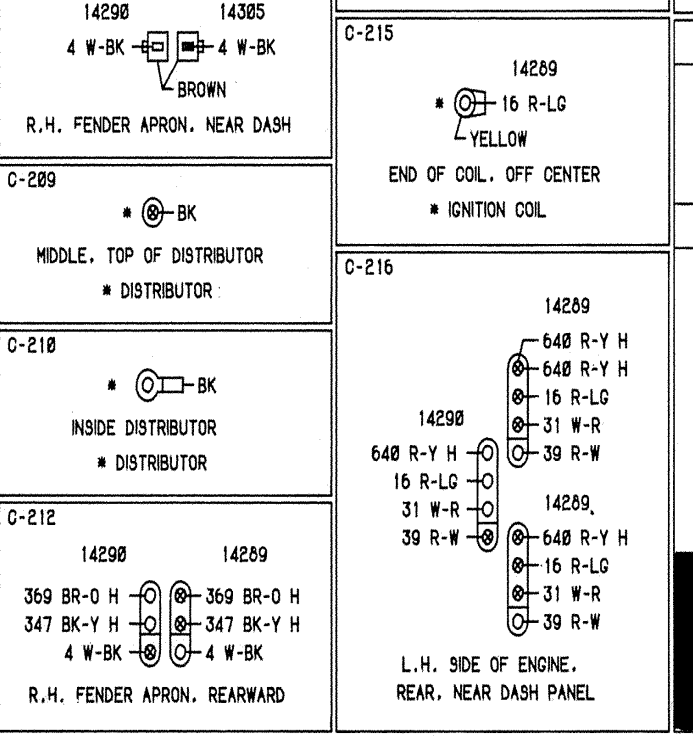 14290 14305
4 W-BK 4 W-BK
BROWN
R.H. FENDER APRON, NEAR DASH
C-209
* BK
MIDDLE, TOP OF DISTRIBUTOR
* DISTRIBUTOR
C-210
* BK
INSIDE DISTRIBUTOR
* DISTRIBUTOR
C-212
14290 14289
369 BR-O H 369 BR-O H
347 BK-Y H 347 BK-Y H
4 W-BK 4 W-BK
R.H. FENDER APRON, REARWARD
C-215
14289
* 16 R-LG
YELLOW
END OF COIL, OFF CENTER
* IGNITION COIL
C-216
14289
640 R-Y H
640 R-Y H
16 R-LG
31 W-R
39 R-W
14290
640 R-Y H
16 R-LG
31 W-R
39 R-W
14289
640 R-Y H
16 R-LG
31 W-R
39 R-W
L.H. SIDE OF ENGINE,
REAR, NEAR DASH PANEL